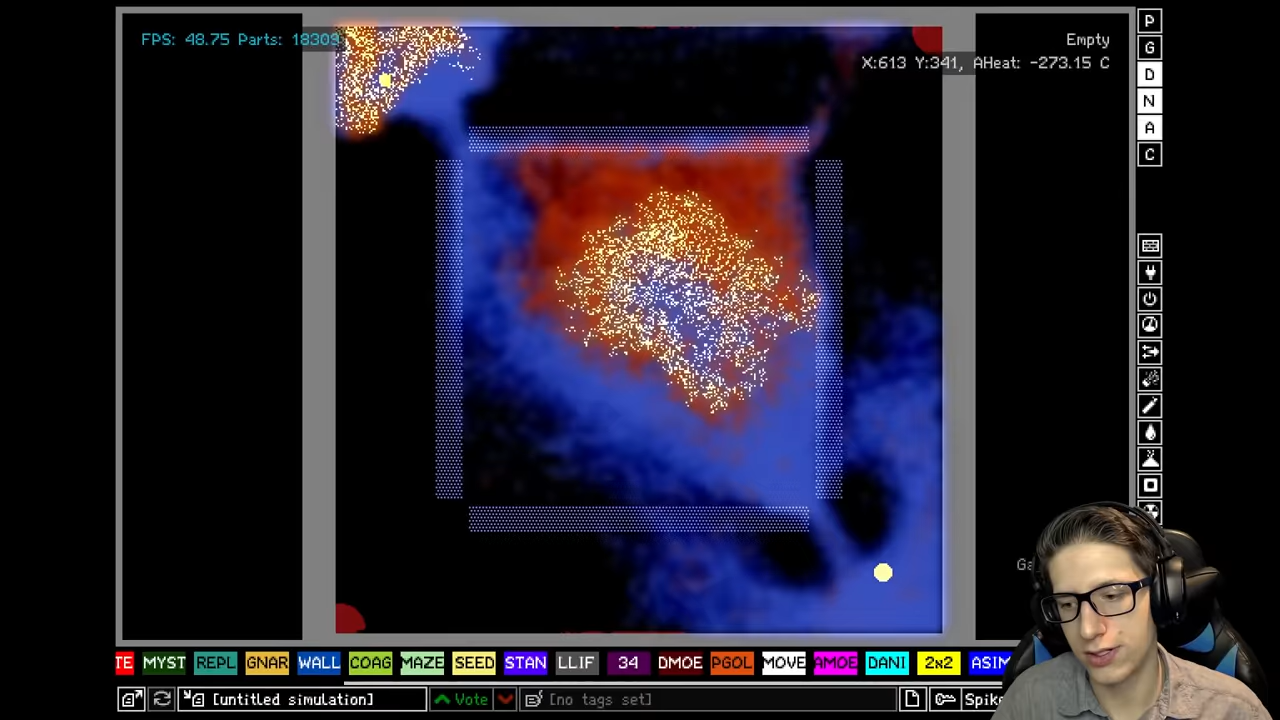 FPS: 48.75 Parts: 18309
Empty
X:613 Y:341, AHeat: -273.15 C
P
G
D
N
A
C
TE MYST REPL GNAR WALL COAG MAZE SEED STAN LLIF 34 DMOE PGOL MOVE AMOE DANI 2x2 ASIM
[untitled simulation] Vote [no tags set] Spike